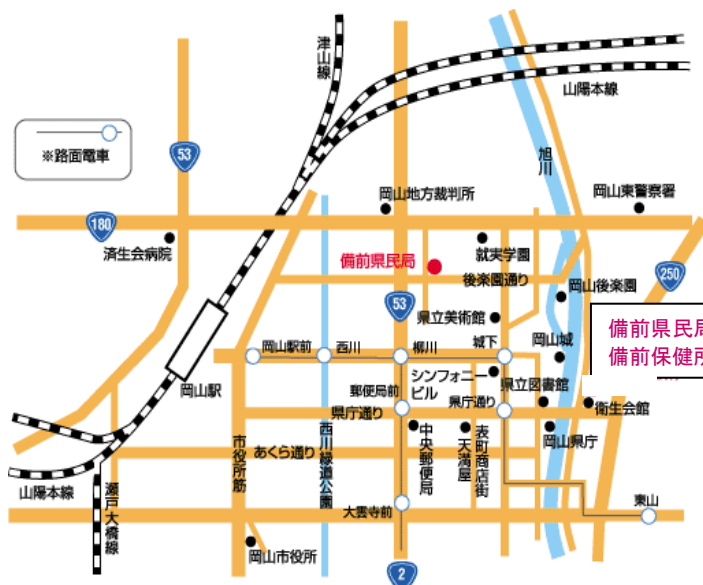 津山線
山陽本線
※路面電車
53
旭川
岡山地方裁判所
岡山東警察署
180
済生会病院
就実学園
備前県民局
後楽園通り
250
岡山後楽園
53
県立美術館
備前県民局
備前保健所
岡山駅前
西川
柳川
城下
岡山城
岡山駅
シンフォニー
ビル
県立図書館
郵便局前
県庁通り
県庁通り
衛生会館
市役所筋
西川緑道公園
中央郵便局
天満屋
表町商店街
岡山県庁
あくら通り
山陽本線
瀬戸大橋線
大雲寺前
東山
岡山市役所
2